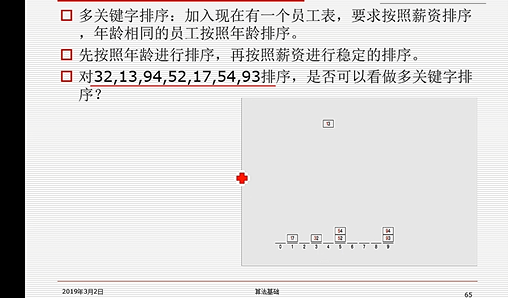 多关键字排序：加入现在有一个员工表，要求按照薪资排序
，年龄相同的员工按照年龄排序。
先按照年龄进行排序，再按照薪资进行稳定的排序。
对32,13,94,52,17,54,93排序，是否可以看做多关键字排
序？
13
54 94
17 32 52 93
0 1 2 3 4 5 6 7 8 9
2019年3月2日 算法基础 65